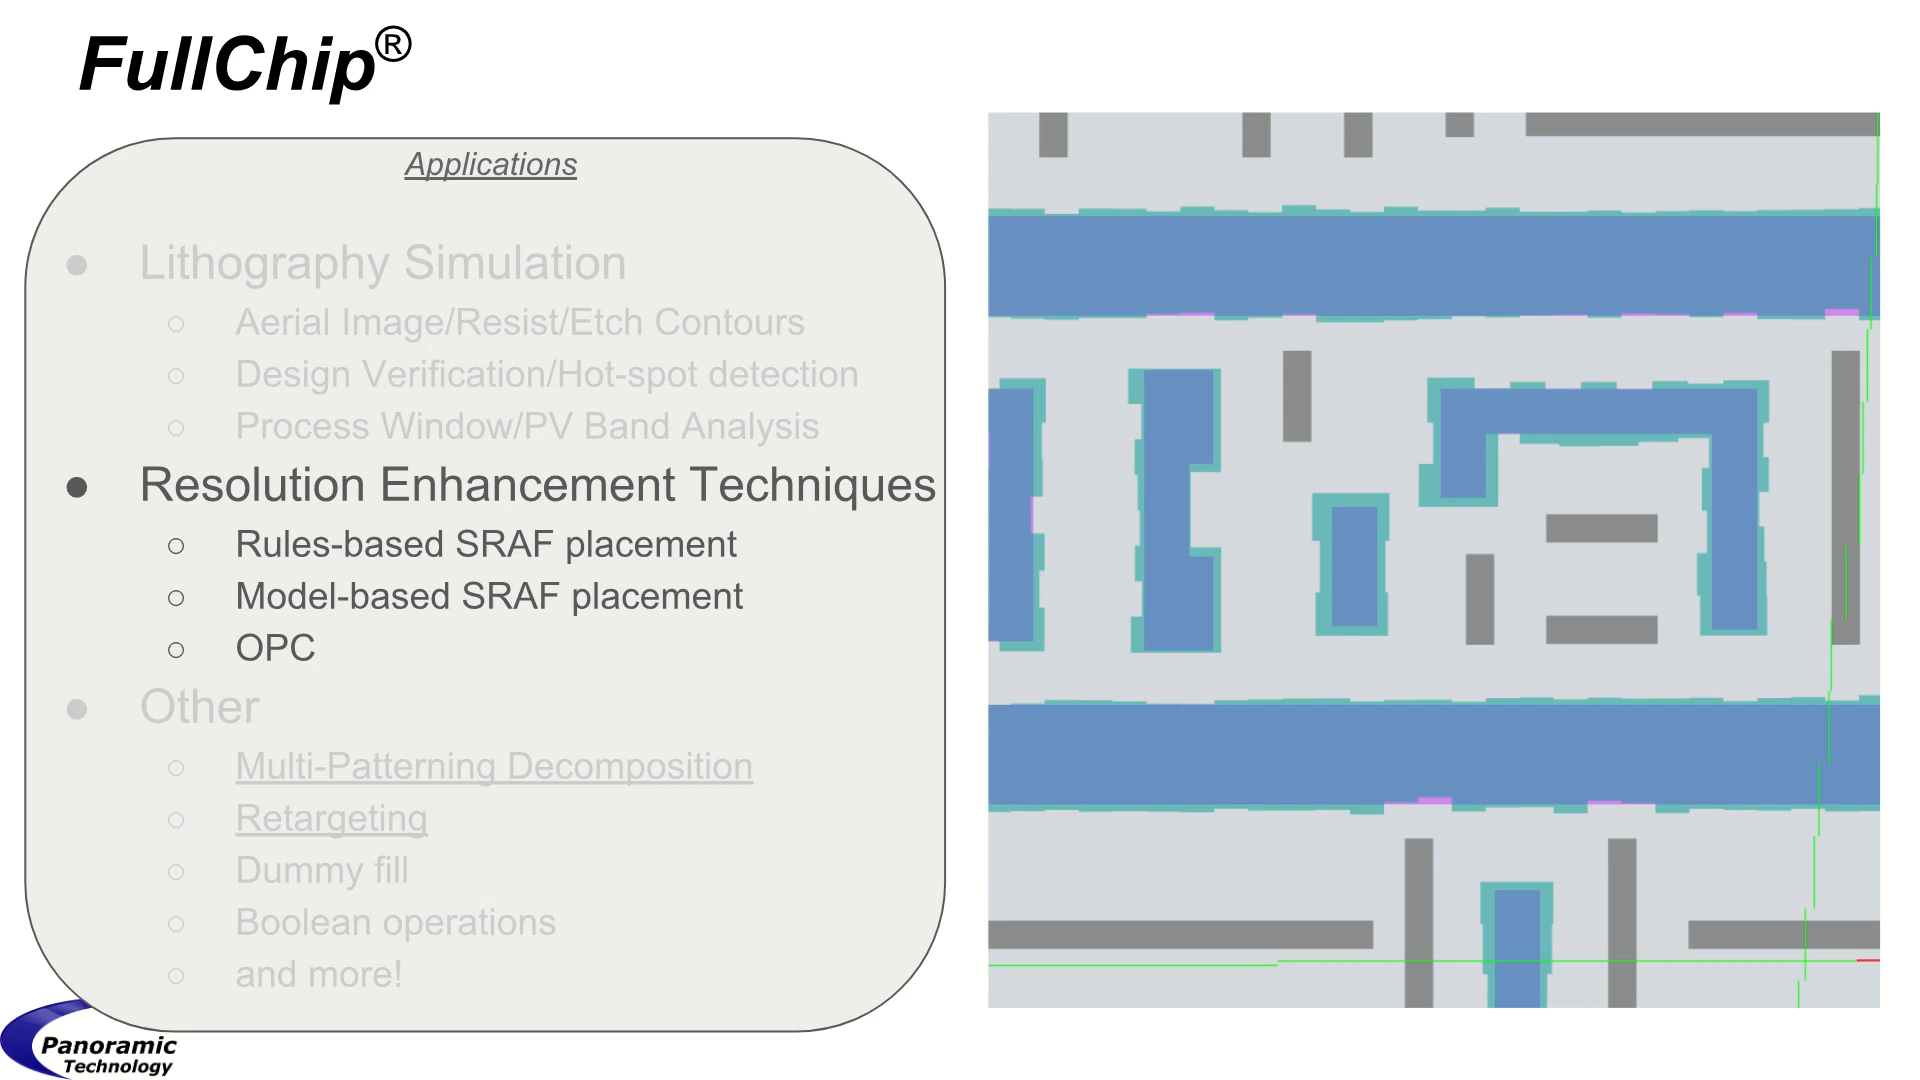 FullChip®
Applications
● Lithography Simulation
○ Aerial Image/Resist/Etch Contours
○ Design Verification/Hot-spot detection
○ Process Window/PV Band Analysis
● Resolution Enhancement Techniques
○ Rules-based SRAF placement
○ Model-based SRAF placement
○ OPC
● Other
○ Multi-Patterning Decomposition
○ Retargeting
○ Dummy fill
○ Boolean operations
○ and more!
Panoramic
Technology